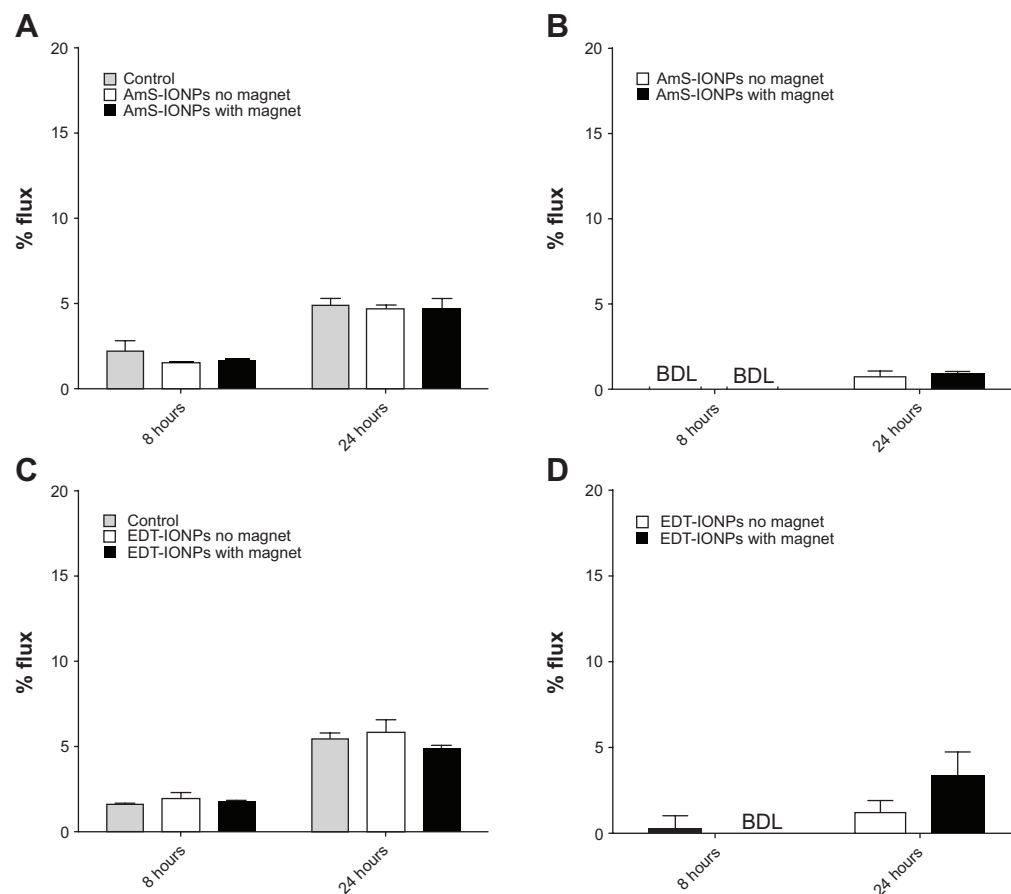 A
% flux
20
15
10
5
0
Control
AmS-IONPs no magnet
AmS-IONPs with magnet
8 hours
24 hours
B
% flux
20
15
10
5
0
AmS-IONPs no magnet
AmS-IONPs with magnet
BDL
BDL
8 hours
24 hours
C
% flux
20
15
10
5
0
Control
EDT-IONPs no magnet
EDT-IONPs with magnet
8 hours
24 hours
D
% flux
20
15
10
5
0
EDT-IONPs no magnet
EDT-IONPs with magnet
BDL
8 hours
24 hours